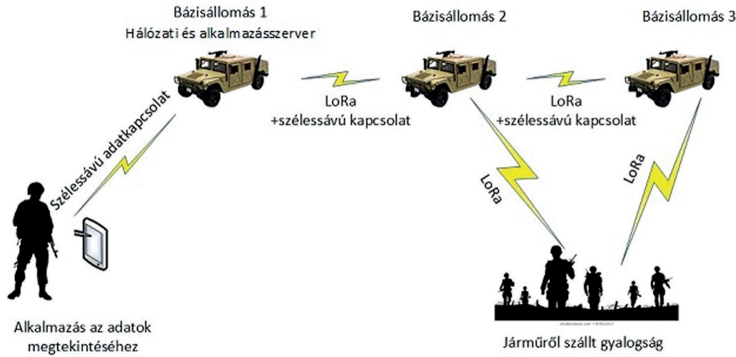 Bázisállomás 1
Hálózati és alkalmazásszerver
Bázisállomás 2
Bázisállomás 3
LoRa
+szélessávú kapcsolat
LoRa
+szélessávú kapcsolat
Szélessávú adatkapcsolat
LoRa
LoRa
Alkalmazás az adatok
megtekintéséhez
Járműről szállt gyalogság